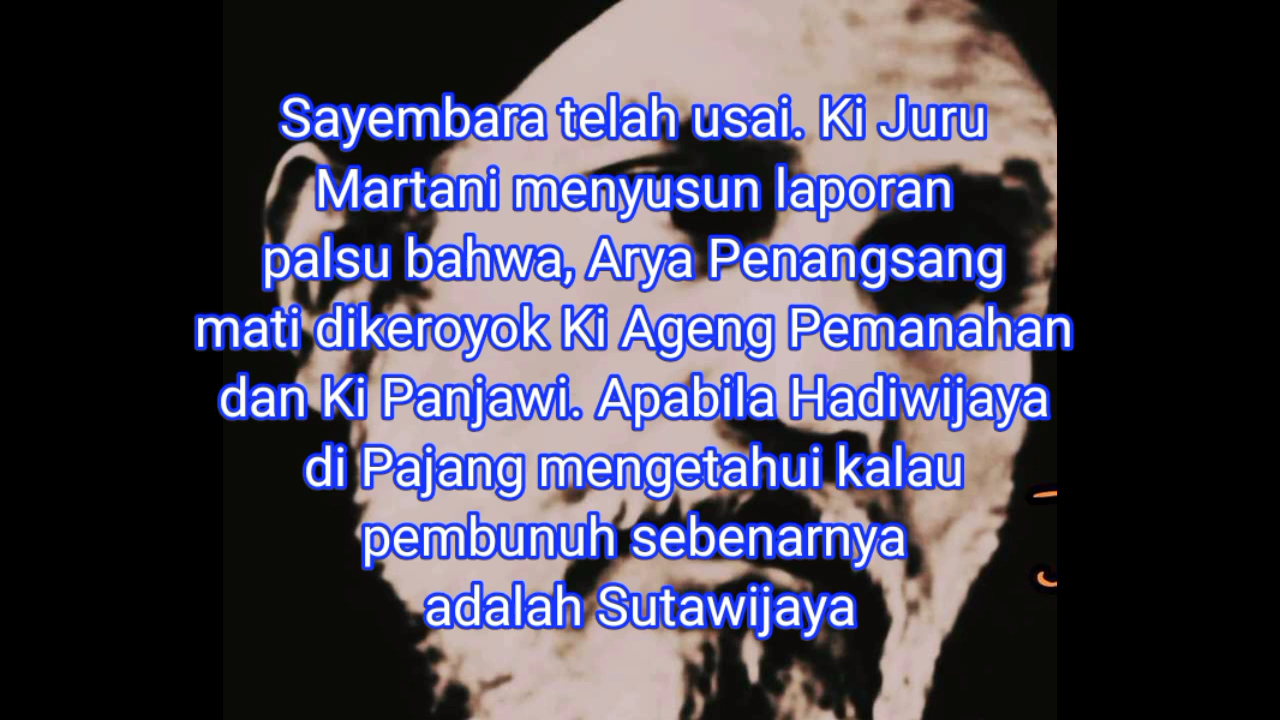 Sayembara telah usai. Ki Juru
Martani menyusun laporan
palsu bahwa, Arya Penangsang
mati dikeroyok Ki Ageng Pemanahan
dan Ki Panjawi. Apabila Hadiwijaya
di Pajang mengetahui kalau
pembunuh sebenarnya
adalah Sutawijaya